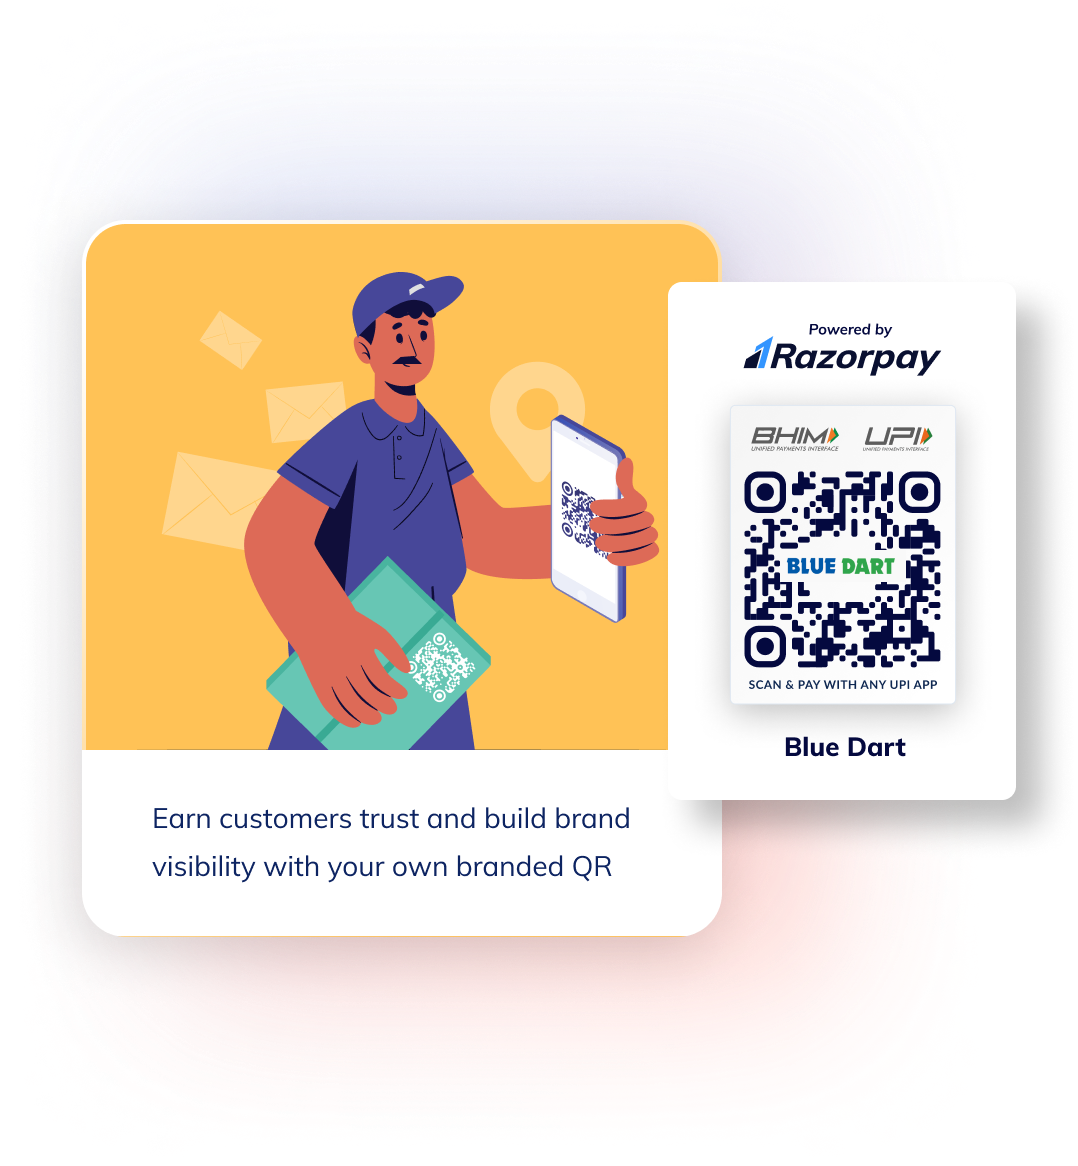 Powered by
Razorpay
BHIM UPI
UNIFIED PAYMENTS INTERFACE UNIFIED PAYMENTS INTERFACE
BLUE DART
SCAN & PAY WITH ANY UPI APP
Blue Dart
Earn customers trust and build brand
visibility with your own branded QR